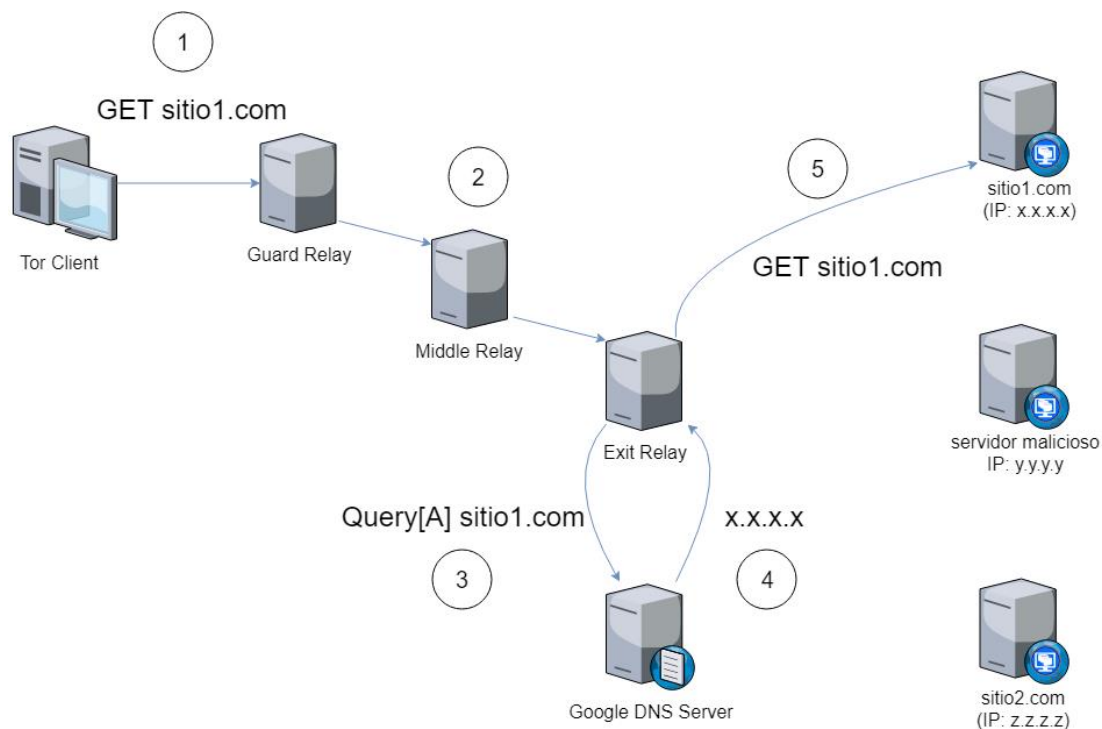 1
GET sitio1.com
Tor Client
Guard Relay
2
Middle Relay
Exit Relay
Query[A] sitio1.com
3
x.x.x.x
4
Google DNS Server
5
GET sitio1.com
sitio1.com
(IP: x.x.x.x)
servidor malicioso
IP: y.y.y.y
sitio2.com
(IP: z.z.z.z)